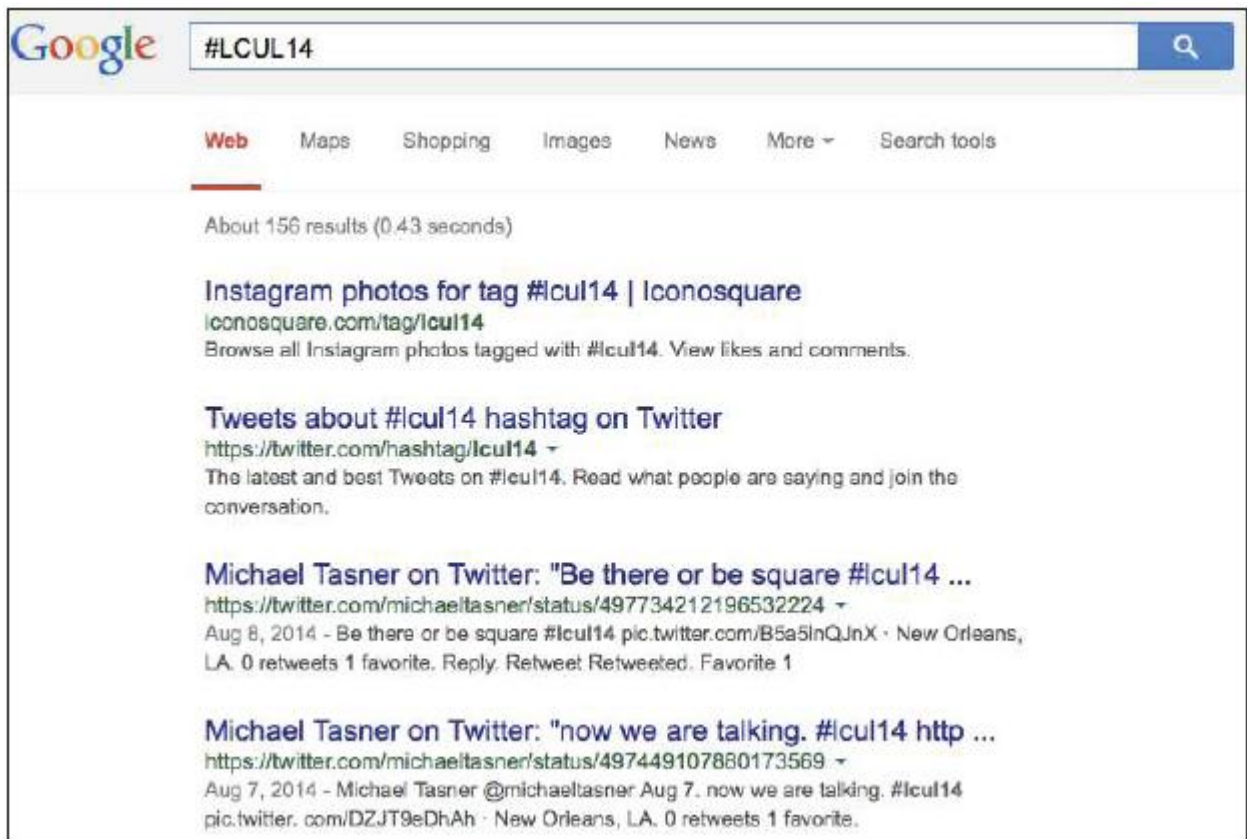 Google #LCUL14
Web Maps Shopping Images News More Search tools
About 156 results (0.43 seconds)
Instagram photos for tag #lcul14 | Iconosquare
iconosquare.com/tag/lcul14
Browse all Instagram photos tagged with #lcul14. View likes and comments.
Tweets about #lcul14 hashtag on Twitter
https://twitter.com/hashtag/lcul14
The latest and best Tweets on #lcul14. Read what people are saying and join the
conversation.
Michael Tasner on Twitter: "Be there or be square #lcul14 ...
https://twitter.com/michaeltasner/status/497734212196532224
Aug 8, 2014 - Be there or be square #lcul14 pic.twitter.com/B5a5lnQJnX · New Orleans,
LA. 0 retweets 1 favorite. Reply. Retweet Retweeted. Favorite 1
Michael Tasner on Twitter: "now we are talking. #lcul14 http ...
https://twitter.com/michaeltasner/status/497449107880173569
Aug 7, 2014 - Michael Tasner @michaeltasner Aug 7. now we are talking. #lcul14
pic.twitter. com/DZJT9eDhAh · New Orleans, LA. 0 retweets 1 favorite.